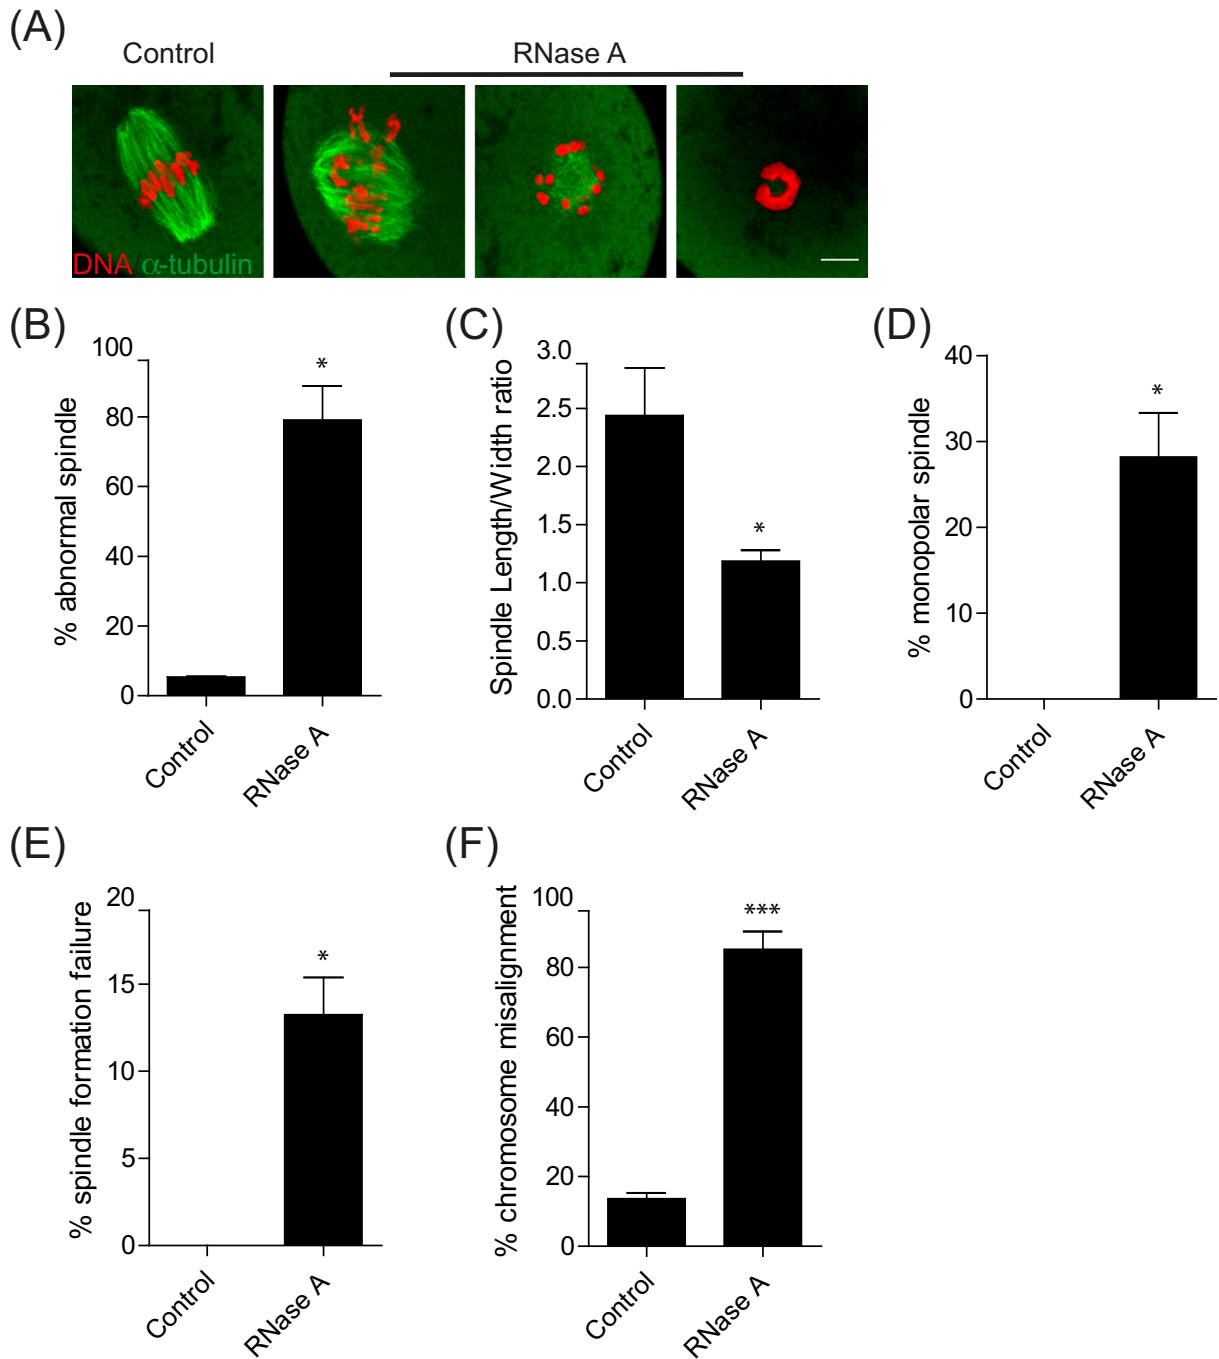 (A)
Control
RNase A
DNA α-tubulin
(B)
100
80
60
40
20
0
% abnormal spindle
*
Control
RNase A
(C)
3.0
2.5
2.0
1.5
1.0
0.5
0.0
Spindle Length/Width ratio
*
Control
RNase A
(D)
40
30
20
10
0
% monopolar spindle
*
Control
RNase A
(E)
20
15
10
5
0
% spindle formation failure
*
Control
RNase A
(F)
100
80
60
40
20
0
% chromosome misalignment
***
Control
RNase A